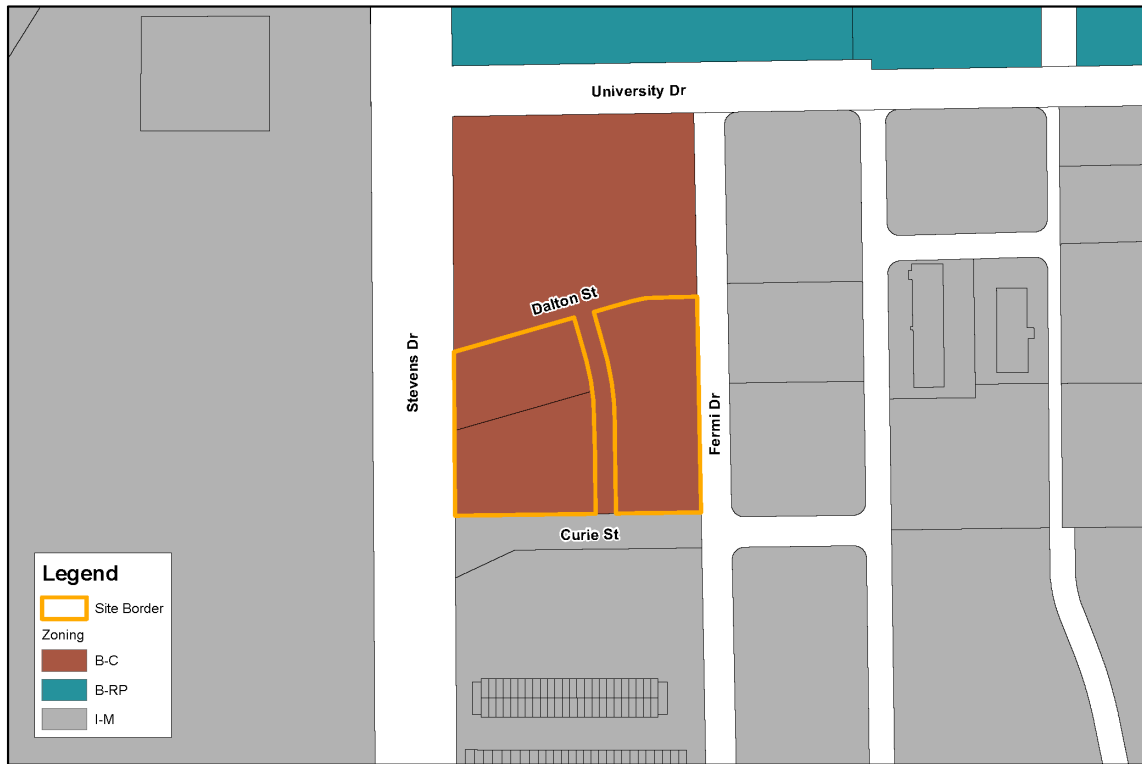 University Dr
Dalton St
Stevens Dr
Fermi Dr
Curie St
Legend
Site Border
Zoning
B-C
B-RP
I-M